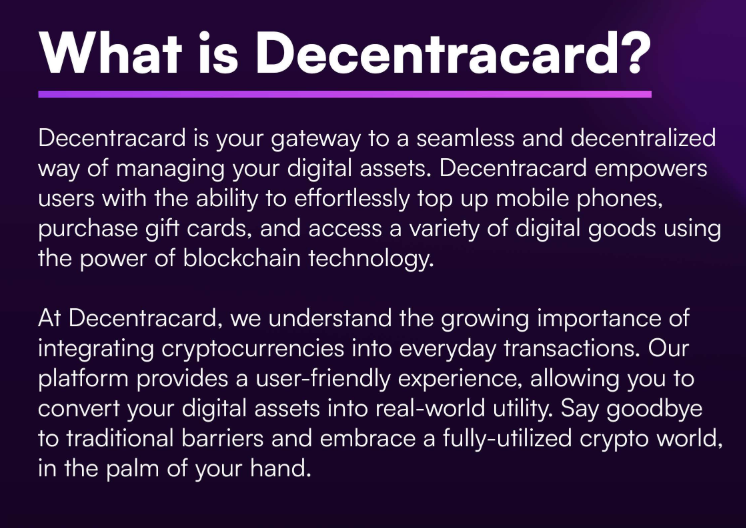 What is Decentracard?
Decentracard is your gateway to a seamless and decentralized
way of managing your digital assets. Decentracard empowers
users with the ability to effortlessly top up mobile phones,
purchase gift cards, and access a variety of digital goods using
the power of blockchain technology.
At Decentracard, we understand the growing importance of
integrating cryptocurrencies into everyday transactions. Our
platform provides a user-friendly experience, allowing you to
convert your digital assets into real-world utility. Say goodbye
to traditional barriers and embrace a fully-utilized crypto world,
in the palm of your hand.